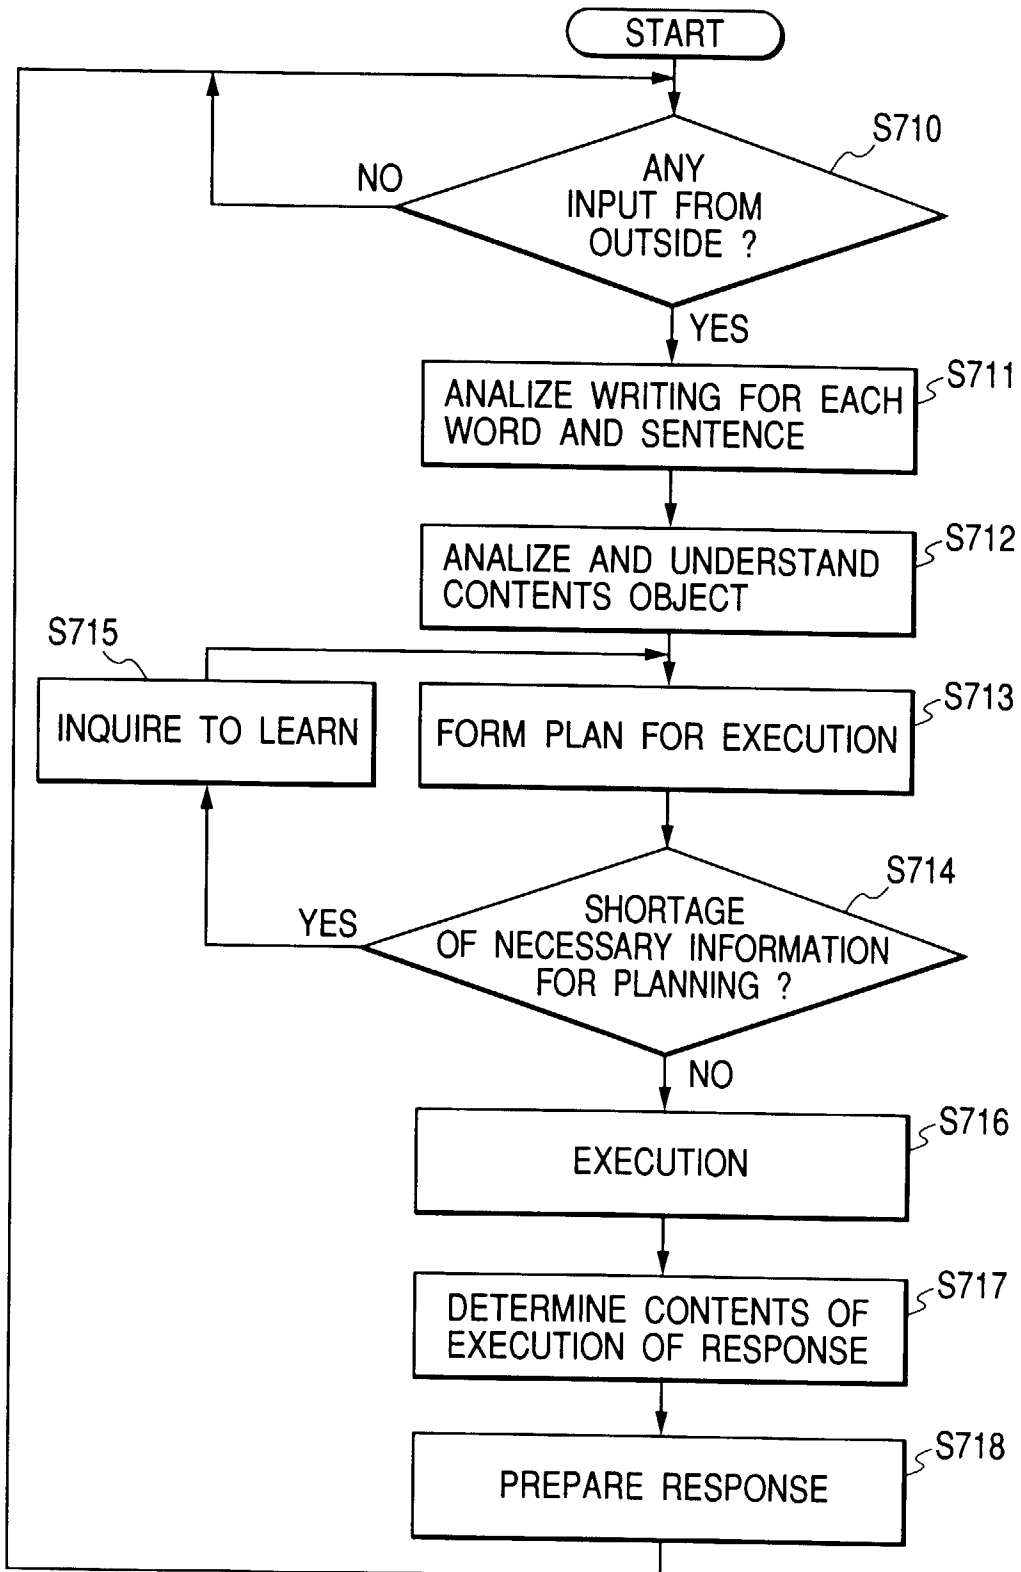 START
S710
ANY
INPUT FROM
OUTSIDE ?
NO
YES
S711
ANALIZE WRITING FOR EACH
WORD AND SENTENCE
S712
ANALIZE AND UNDERSTAND
CONTENTS OBJECT
S715
INQUIRE TO LEARN
S713
FORM PLAN FOR EXECUTION
S714
SHORTAGE
OF NECESSARY INFORMATION
FOR PLANNING ?
YES
NO
S716
EXECUTION
S717
DETERMINE CONTENTS OF
EXECUTION OF RESPONSE
S718
PREPARE RESPONSE